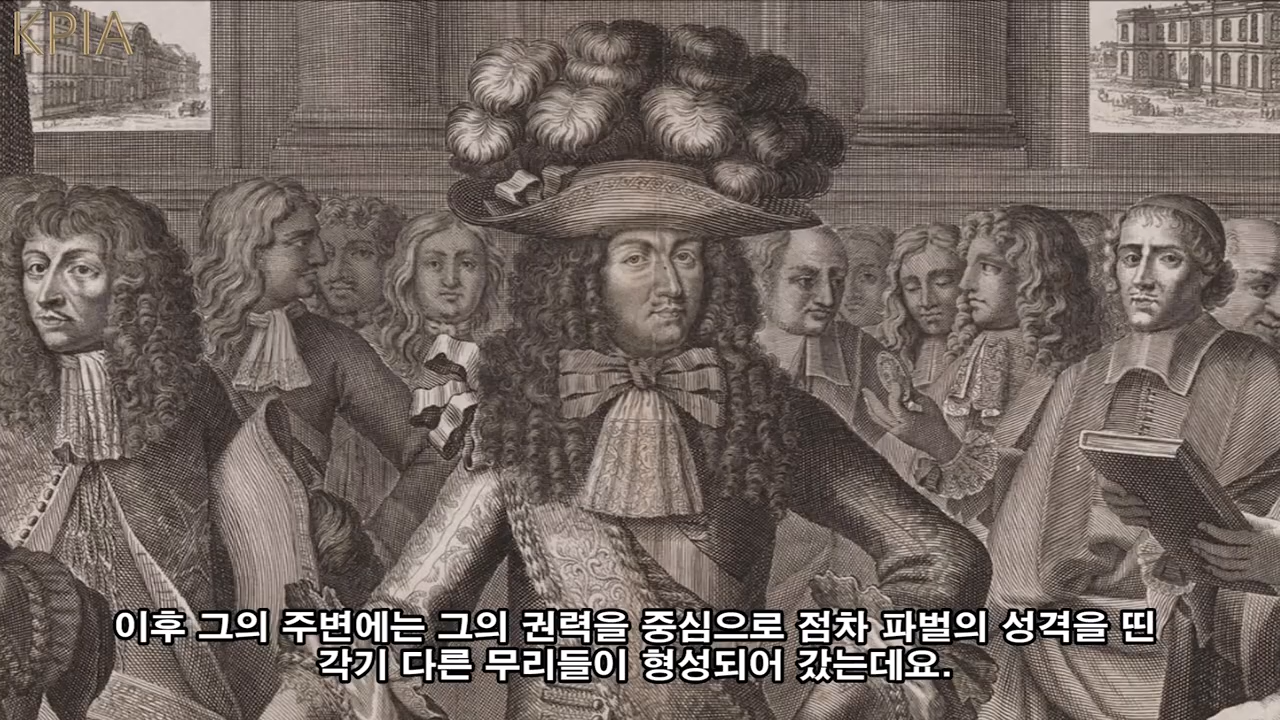 KPIA
이후 그의 주변에는 그의 권력을 중심으로 점차 파벌의 성격을 띤
각기 다른 무리들이 형성되어 갔는데요.